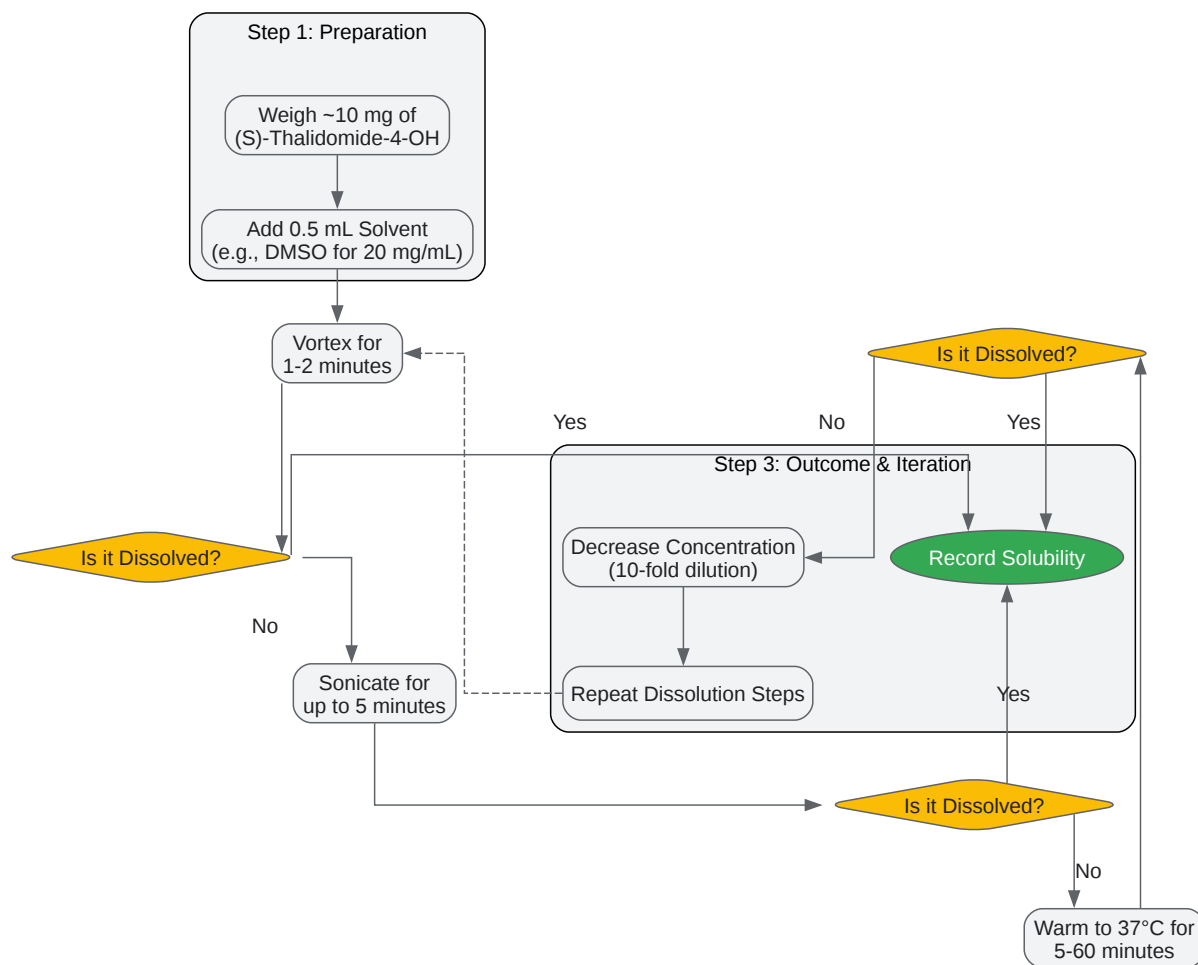 Step 1: Preparation
Weigh ~10 mg of
(S)-Thalidomide-4-OH
Add 0.5 mL Solvent
(e.g., DMSO for 20 mg/mL)
Vortex for
1-2 minutes
Is it Dissolved?
Yes
No
Yes
Step 3: Outcome & Iteration
Is it Dissolved?
Decrease Concentration
(10-fold dilution)
Record Solubility
No
Sonicate for
up to 5 minutes
Repeat Dissolution Steps
Yes
Is it Dissolved?
No
Warm to 37°C for
5-60 minutes